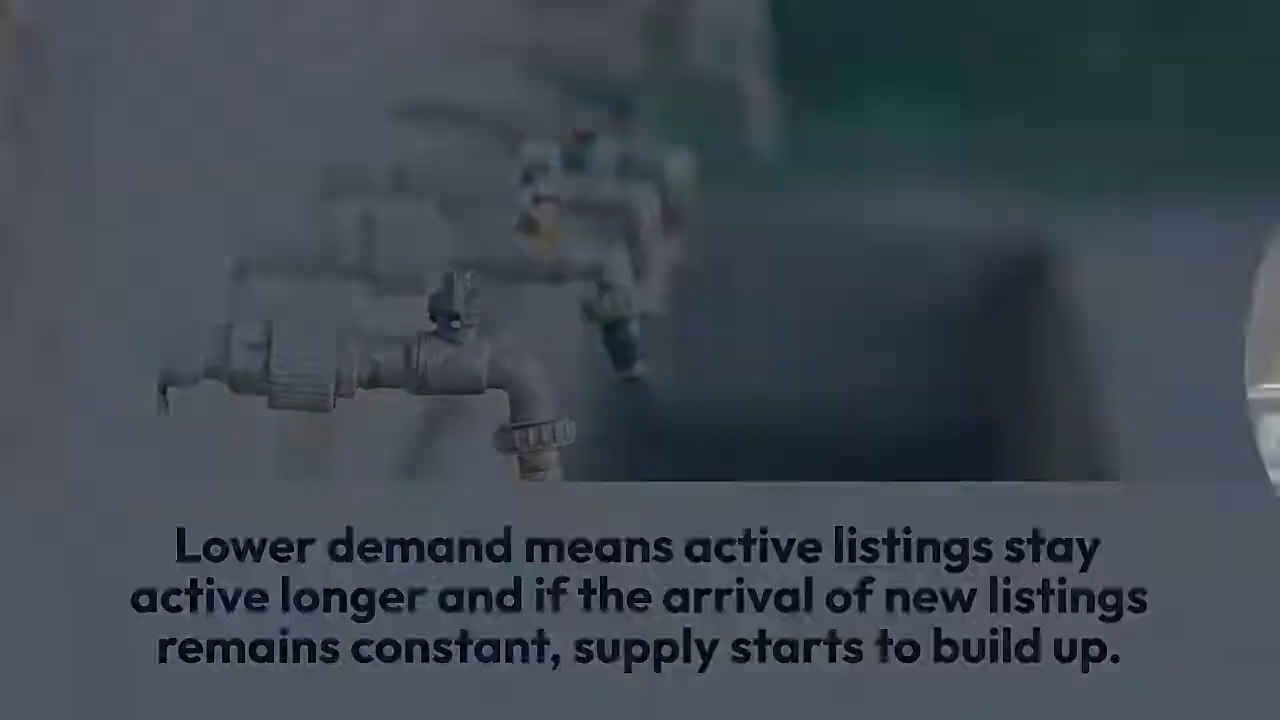 Lower demand means active listings stay
active longer and if the arrival of new listings
remains constant, supply starts to build up.